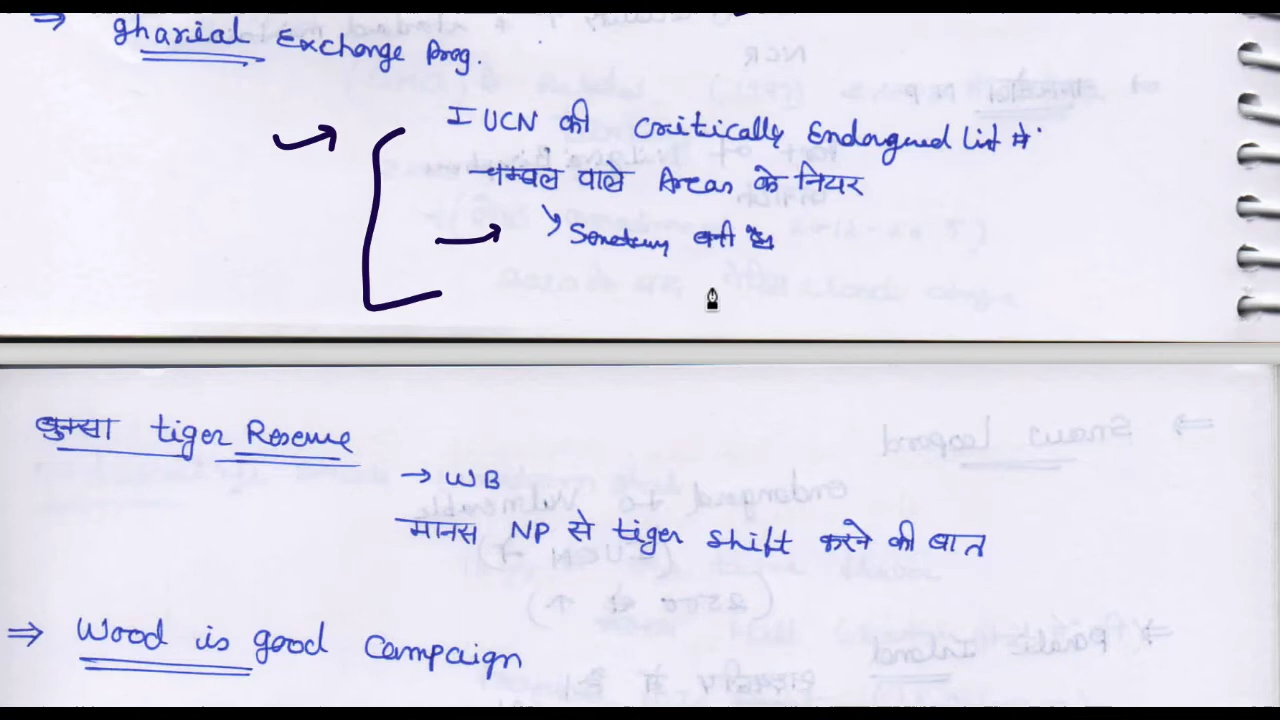 ⇒ gharial Exchange Prog.
IUCN की critically Endangered List में
चम्बल वाले Areas के नियर
→ Sanctuary बनी है
बुक्सा tiger Reserve
→ WB
मानस NP से tiger shift करने की बात
⇒ Wood is good Campaign